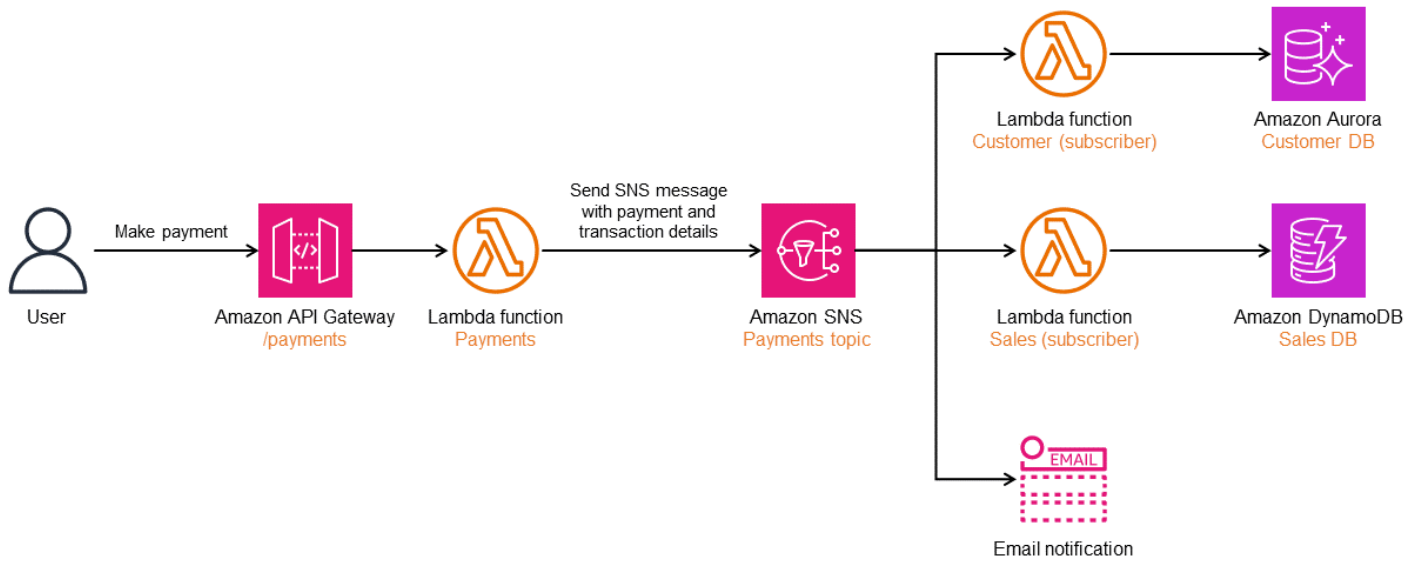 Lambda function
Customer (subscriber)
Amazon Aurora
Customer DB
Make payment
Send SNS message
with payment and
transaction details
</>
User
Amazon API Gateway
/payments
Lambda function
Payments
Amazon SNS
Payments topic
Lambda function
Sales (subscriber)
Amazon DynamoDB
Sales DB
EMAIL
Email notification